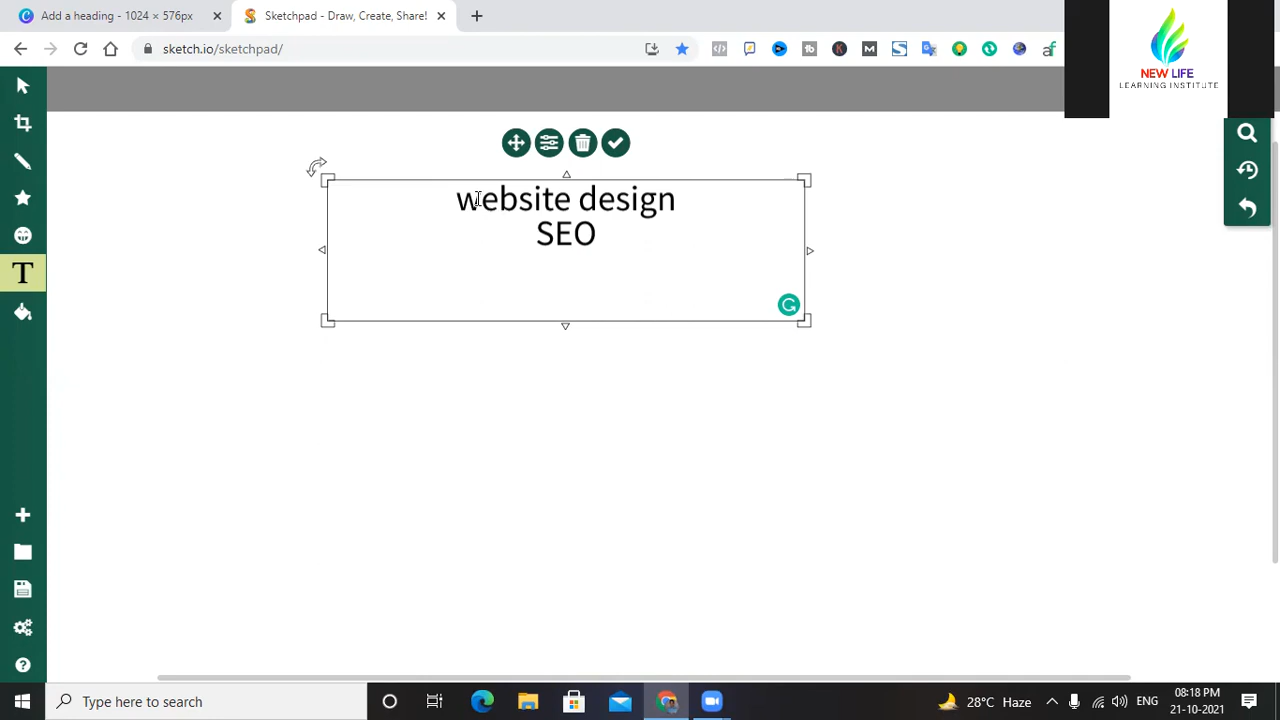 Add a heading - 1024 × 576px
Sketchpad - Draw, Create, Share!
sketch.io/sketchpad/
NEW LIFE
LEARNING INSTITUTE
website design
SEO
T
Type here to search
28°C Haze
ENG
08:18 PM
21-10-2021